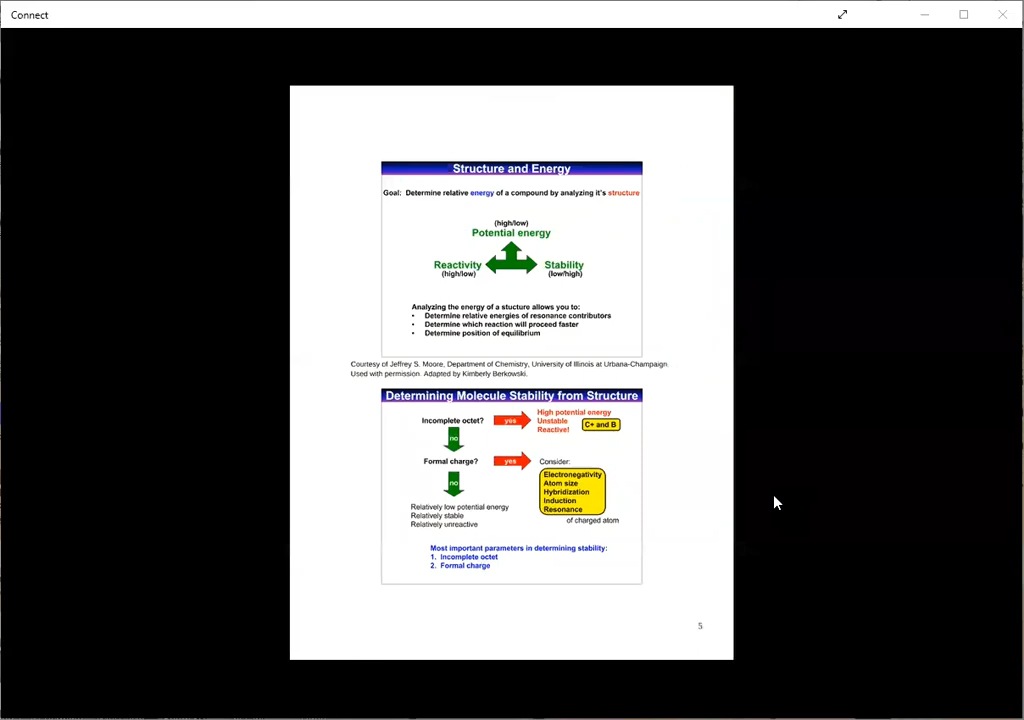 Connect
Structure and Energy
Goal: Determine relative energy of a compound by analyzing it's structure
(high/low)
Potential energy
Reactivity
(high/low)
Stability
(low/high)
Analyzing the energy of a stucture allows you to:
• Determine relative energies of resonance contributors
• Determine which reaction will proceed faster
• Determine position of equilibrium
Courtesy of Jeffrey S. Moore, Department of Chemistry, University of Illinois at Urbana-Champaign.
Used with permission. Adapted by Kimberly Berkowski.
Determining Molecule Stability from Structure
Incomplete octet?
yes
High potential energy
Unstable
Reactive!
C+ and B
no
Formal charge?
yes
Consider:
Electronegativity
Atom size
Hybridization
Induction
Resonance
of charged atom
no
Relatively low potential energy
Relatively stable
Relatively unreactive
Most important parameters in determining stability:
1. Incomplete octet
2. Formal charge
5